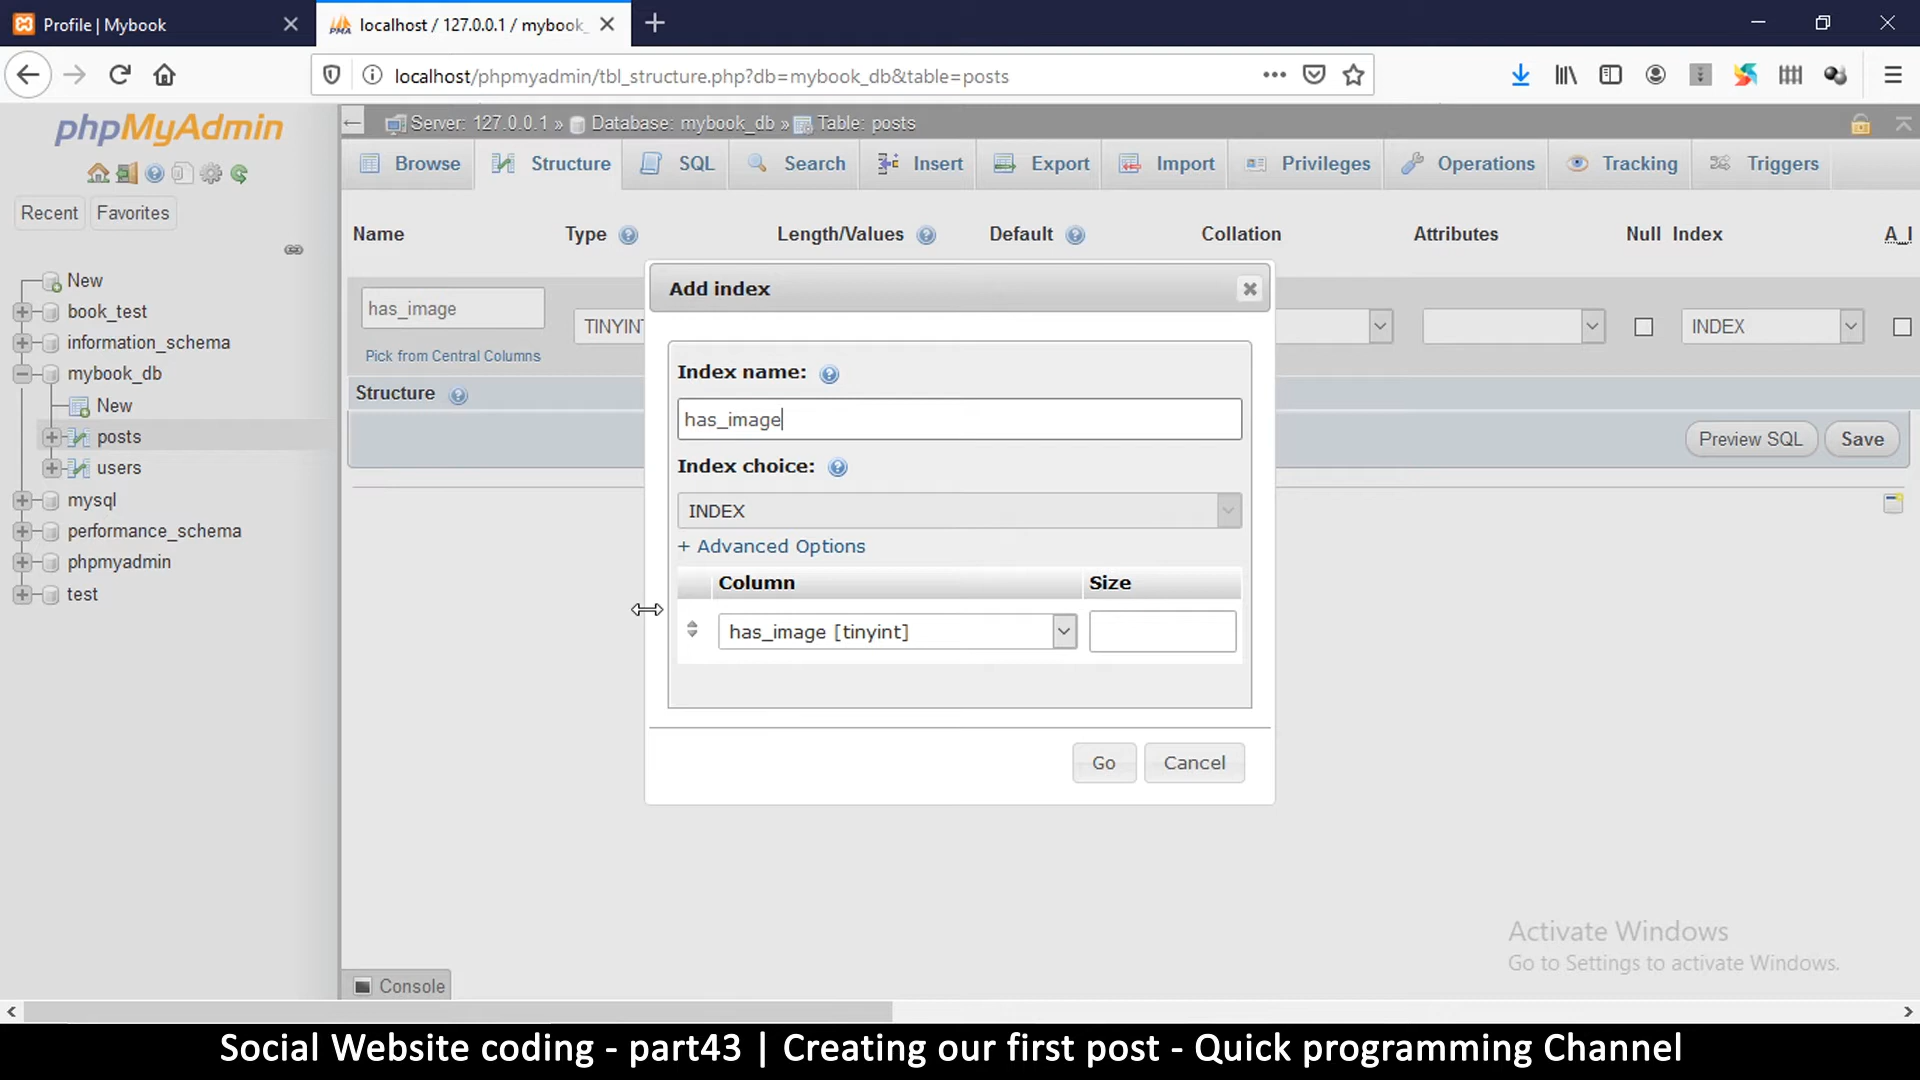 Profile | Mybook
localhost / 127.0.0.1 / mybook_
localhost/phpmyadmin/tbl_structure.php?db=mybook_db&table=posts
phpMyAdmin
Recent
Favorites
New
book_test
information_schema
mybook_db
New
posts
users
mysql
performance_schema
phpmyadmin
test
Server: 127.0.0.1 » Database: mybook_db » Table: posts
Browse
Structure
SQL
Search
Insert
Export
Import
Privileges
Operations
Tracking
Triggers
Name
Type
Length/Values
Default
Collation
Attributes
Null
Index
A_I
has_image
TINYINT
INDEX
Pick from Central Columns
Structure
Preview SQL
Save
Add index
Index name:
has_image
Index choice:
INDEX
+ Advanced Options
Column
Size
has_image [tinyint]
Go
Cancel
Activate Windows
Go to Settings to activate Windows.
Console
Social Website coding - part43 | Creating our first post - Quick programming Channel